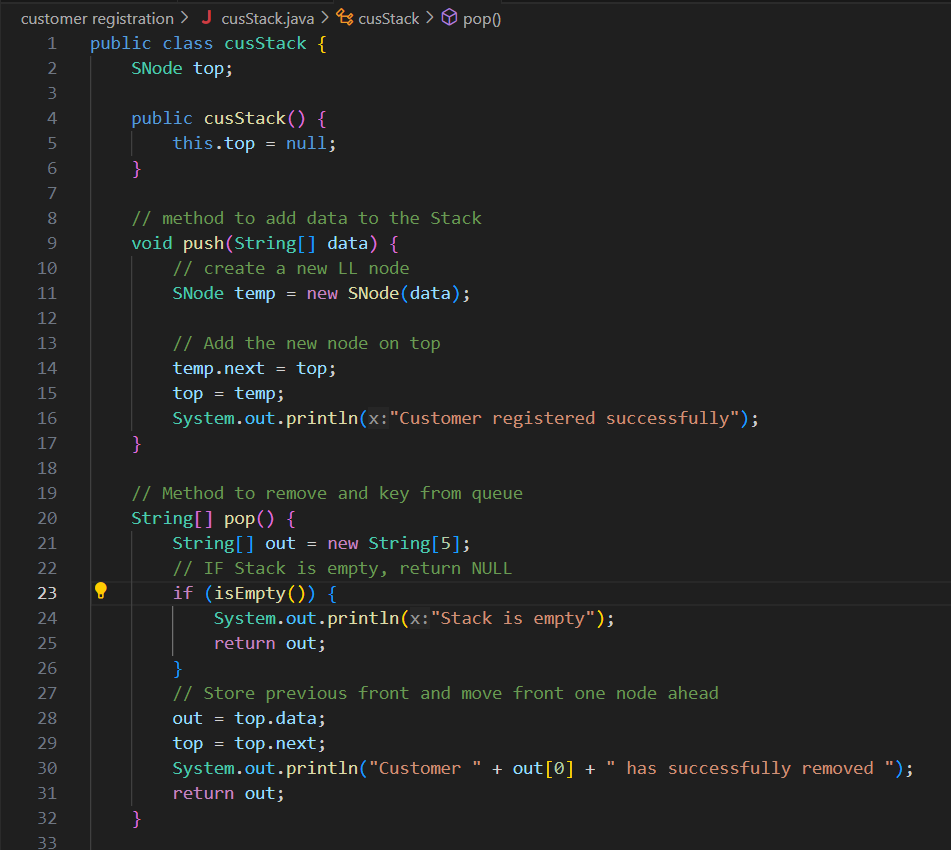 customer registration > J cusStack.java > cusStack > pop()
1 public class cusStack {
2 SNode top;
3
4 public cusStack() {
5 this.top = null;
6 }
7
8 // method to add data to the Stack
9 void push(String[] data) {
10 // create a new LL node
11 SNode temp = new SNode(data);
12
13 // Add the new node on top
14 temp.next = top;
15 top = temp;
16 System.out.println(x:"Customer registered successfully");
17 }
18
19 // Method to remove and key from queue
20 String[] pop() {
21 String[] out = new String[5];
22 // IF Stack is empty, return NULL
23 if (isEmpty()) {
24 System.out.println(x:"Stack is empty");
25 return out;
26 }
27 // Store previous front and move front one node ahead
28 out = top.data;
29 top = top.next;
30 System.out.println("Customer " + out[0] + " has successfully removed ");
31 return out;
32 }
33